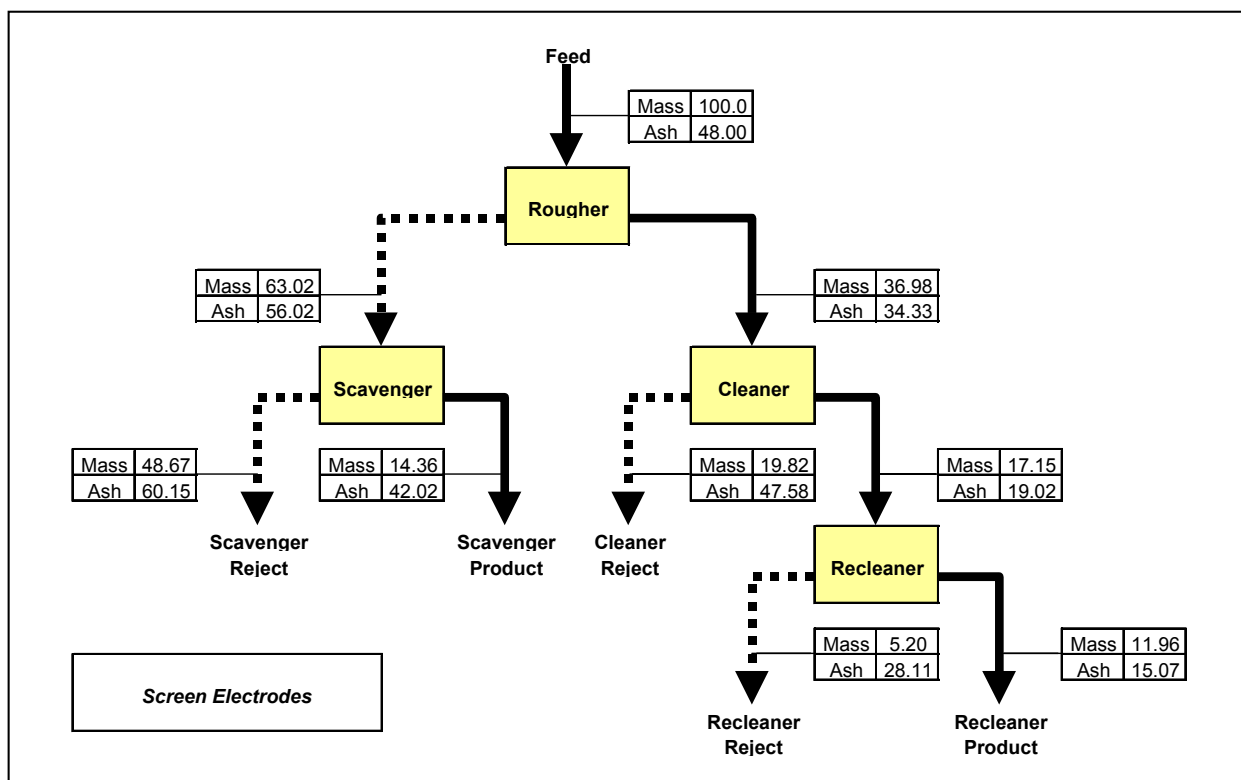 Feed
Mass 100.0
Ash 48.00
Rougher
Mass 63.02
Ash 56.02
Mass 36.98
Ash 34.33
Scavenger
Cleaner
Mass 48.67
Ash 60.15
Mass 14.36
Ash 42.02
Mass 19.82
Ash 47.58
Mass 17.15
Ash 19.02
Scavenger
Reject
Scavenger
Product
Cleaner
Reject
Recleaner
Mass 5.20
Ash 28.11
Mass 11.96
Ash 15.07
Screen Electrodes
Recleaner
Reject
Recleaner
Product